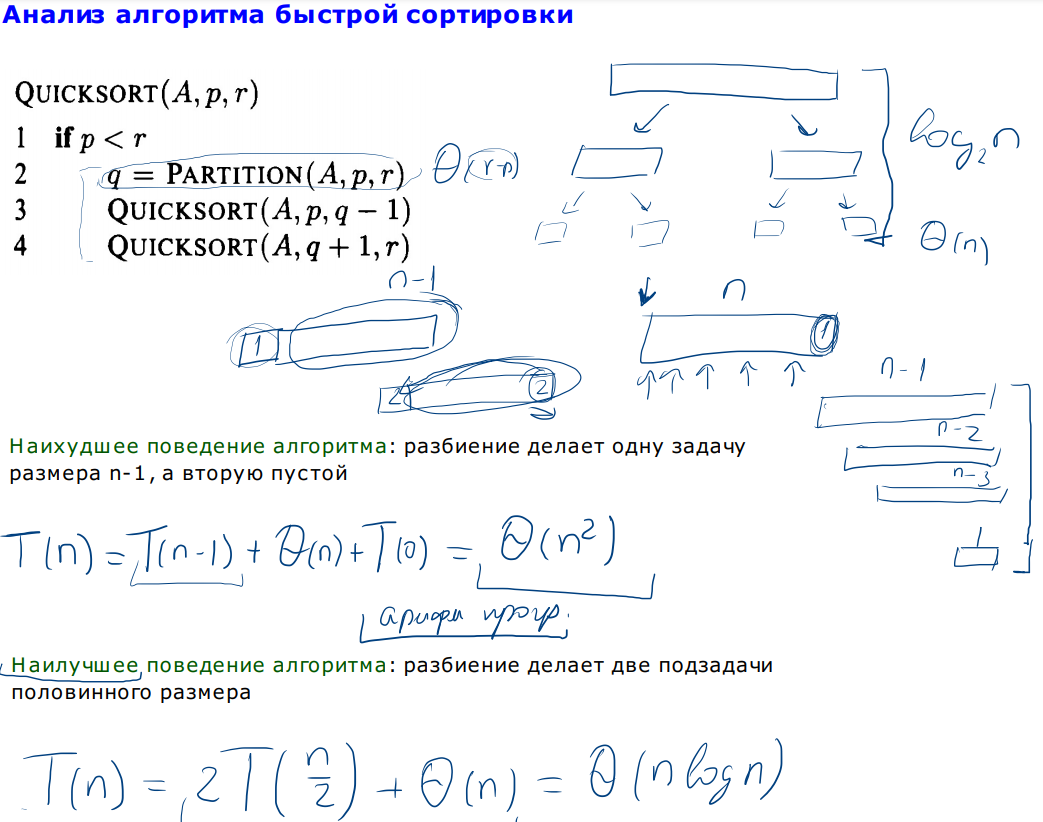 Анализ алгоритма быстрой сортировки
QUICKSORT(A, p, r)
1 if p < r
2 q = PARTITION(A, p, r) Θ(r-p)
3 QUICKSORT(A, p, q − 1)
4 QUICKSORT(A, q + 1, r)
log₂n
Θ(n)
n-1
1
2
2
n
1
n-1
n-2
n-3
1
Наихудшее поведение алгоритма: разбиение делает одну задачу
размера n-1, а вторую пустой
T(n) = T(n-1) + Θ(n) + T(0) = Θ(n²)
арифм прогр.
Наилучшее поведение алгоритма: разбиение делает две подзадачи
половинного размера
T(n) = 2T(n/2) + Θ(n) = Θ(n log n)